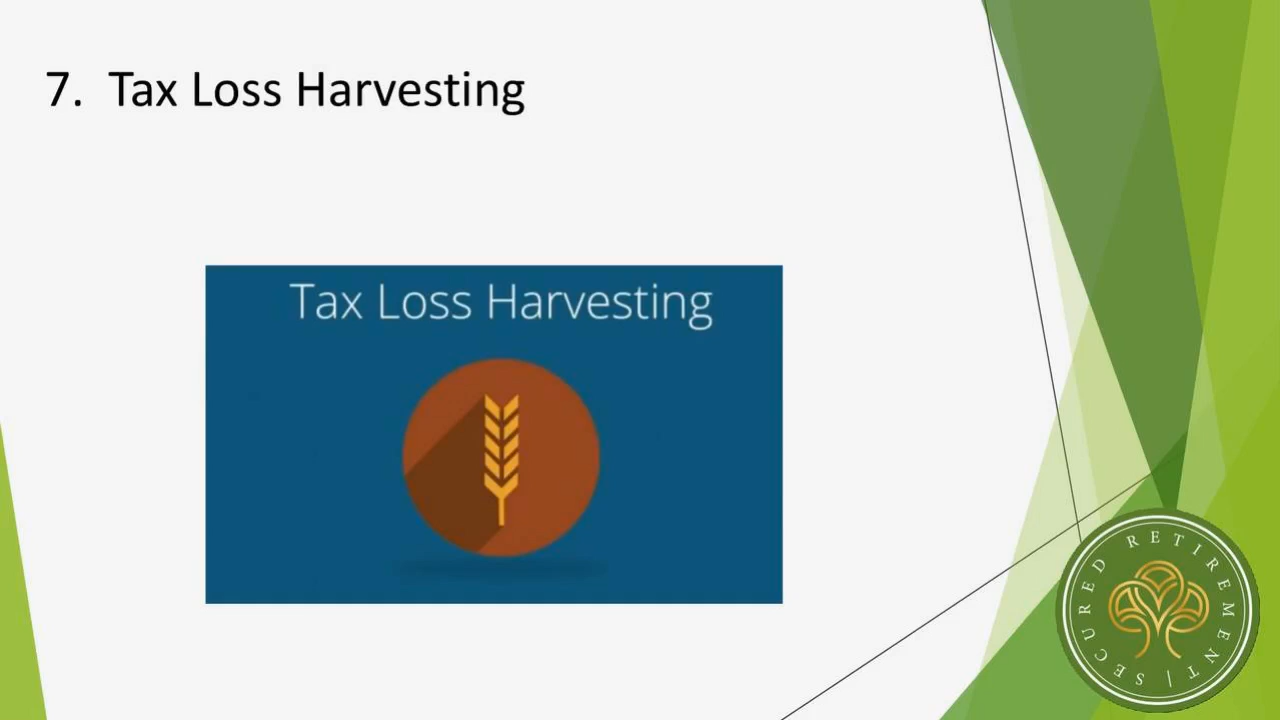 7. Tax Loss Harvesting
Tax Loss Harvesting
SECURED RETIREMENT |